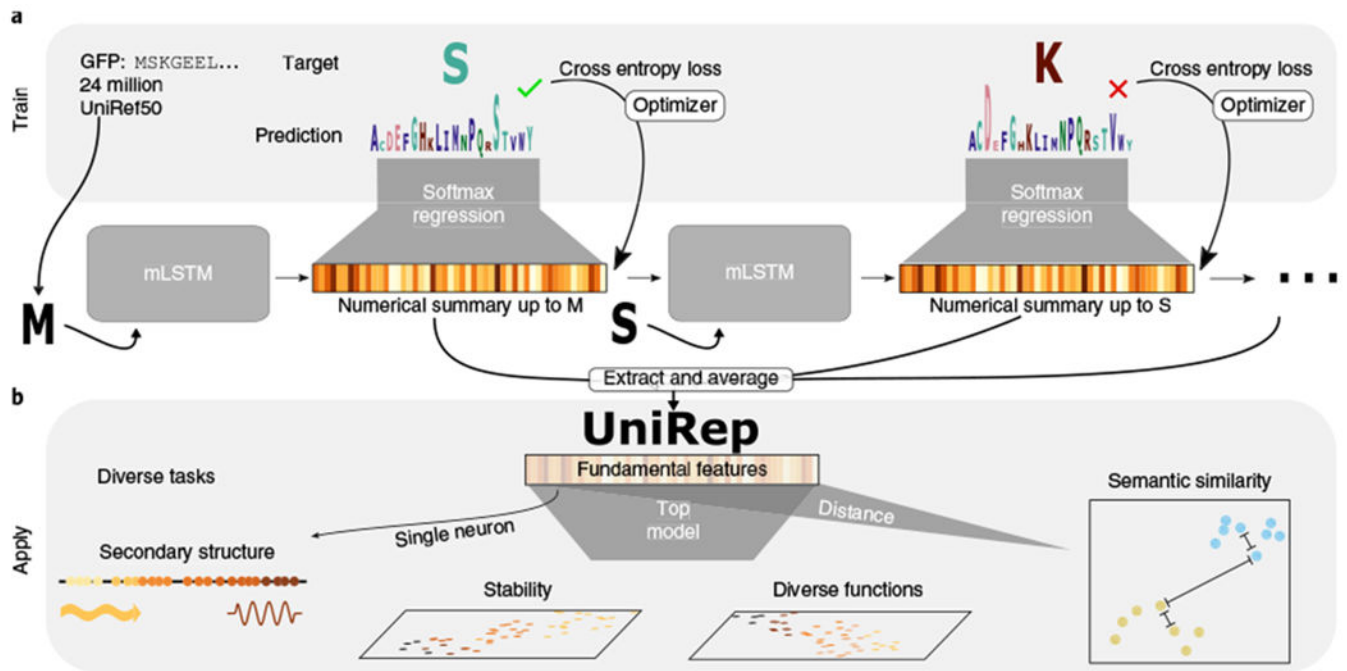 a
Train
GFP: MSKGEEL...
24 million
UniRef50
Target
S
Cross entropy loss
Optimizer
K
Cross entropy loss
Optimizer
Prediction
ACDEFGHKLIMNPQRSTVWY
ACDEFGHKLIMNPQRSTVWY
Softmax
regression
Softmax
regression
mLSTM
mLSTM
...
M
Numerical summary up to M
S
Numerical summary up to S
Extract and average
b
Apply
UniRep
Fundamental features
Diverse tasks
Top
model
Distance
Single neuron
Semantic similarity
Secondary structure
Stability
Diverse functions